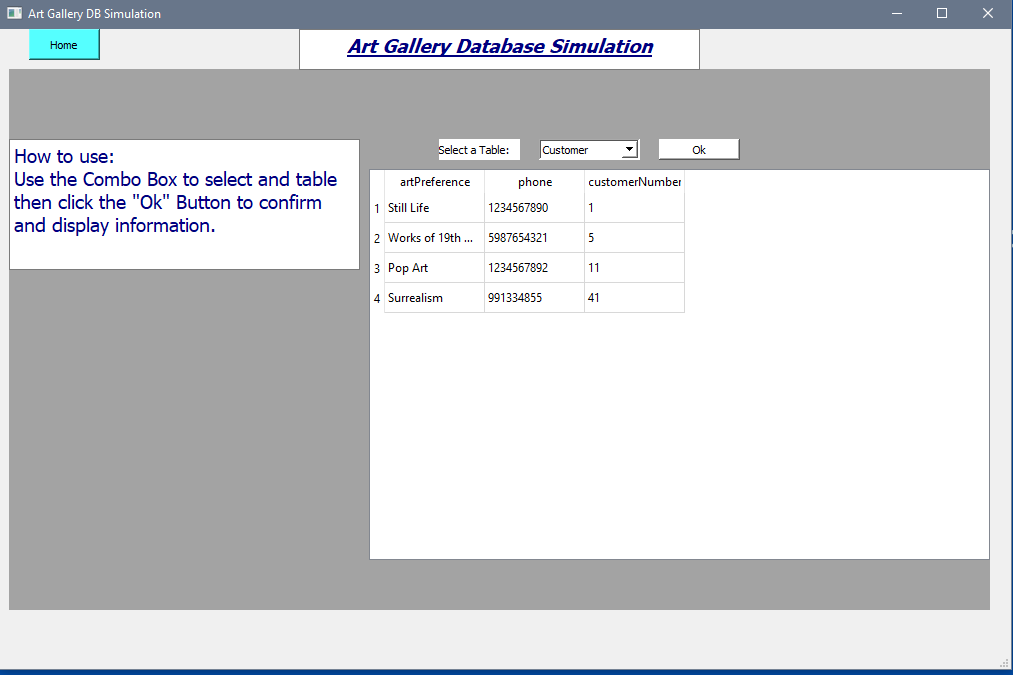 Art Gallery DB Simulation
Home
Art Gallery Database Simulation
Select a Table: Customer Ok
How to use:
Use the Combo Box to select and table
then click the "Ok" Button to confirm
and display information.
artPreference phone customerNumber
1 Still Life 1234567890 1
2 Works of 19th ... 5987654321 5
3 Pop Art 1234567892 11
4 Surrealism 991334855 41